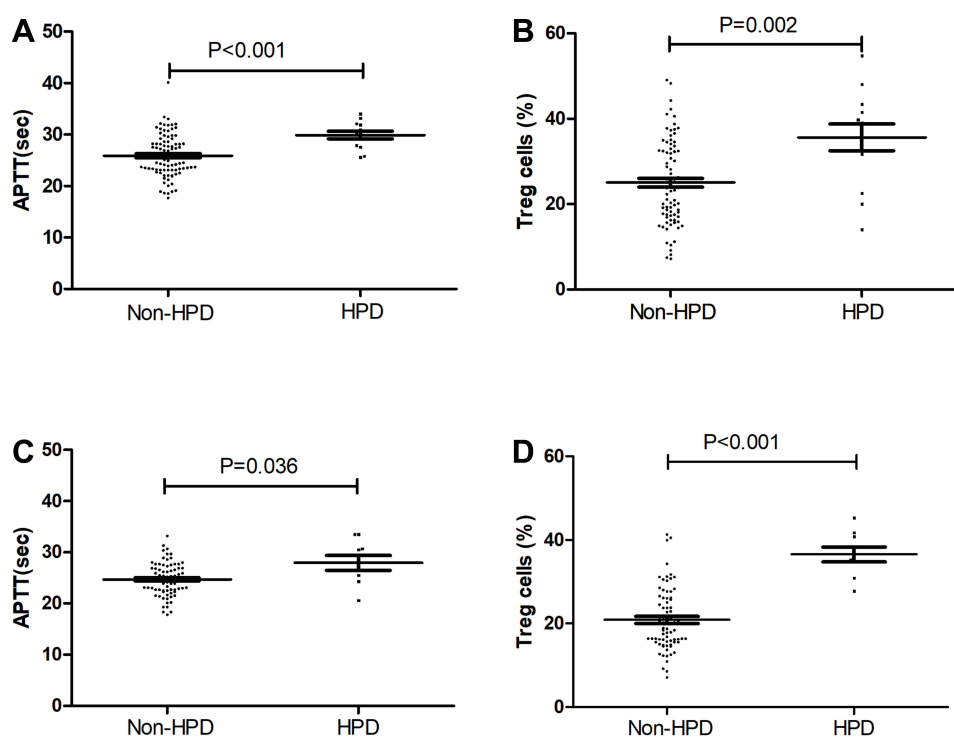 A
P<0.001
50
40
30
20
10
0
APTT(sec)
Non-HPD
HPD
B
P=0.002
60
40
20
0
Treg cells (%)
Non-HPD
HPD
C
P=0.036
50
40
30
20
10
0
APTT(sec)
Non-HPD
HPD
D
P<0.001
60
40
20
0
Treg cells (%)
Non-HPD
HPD